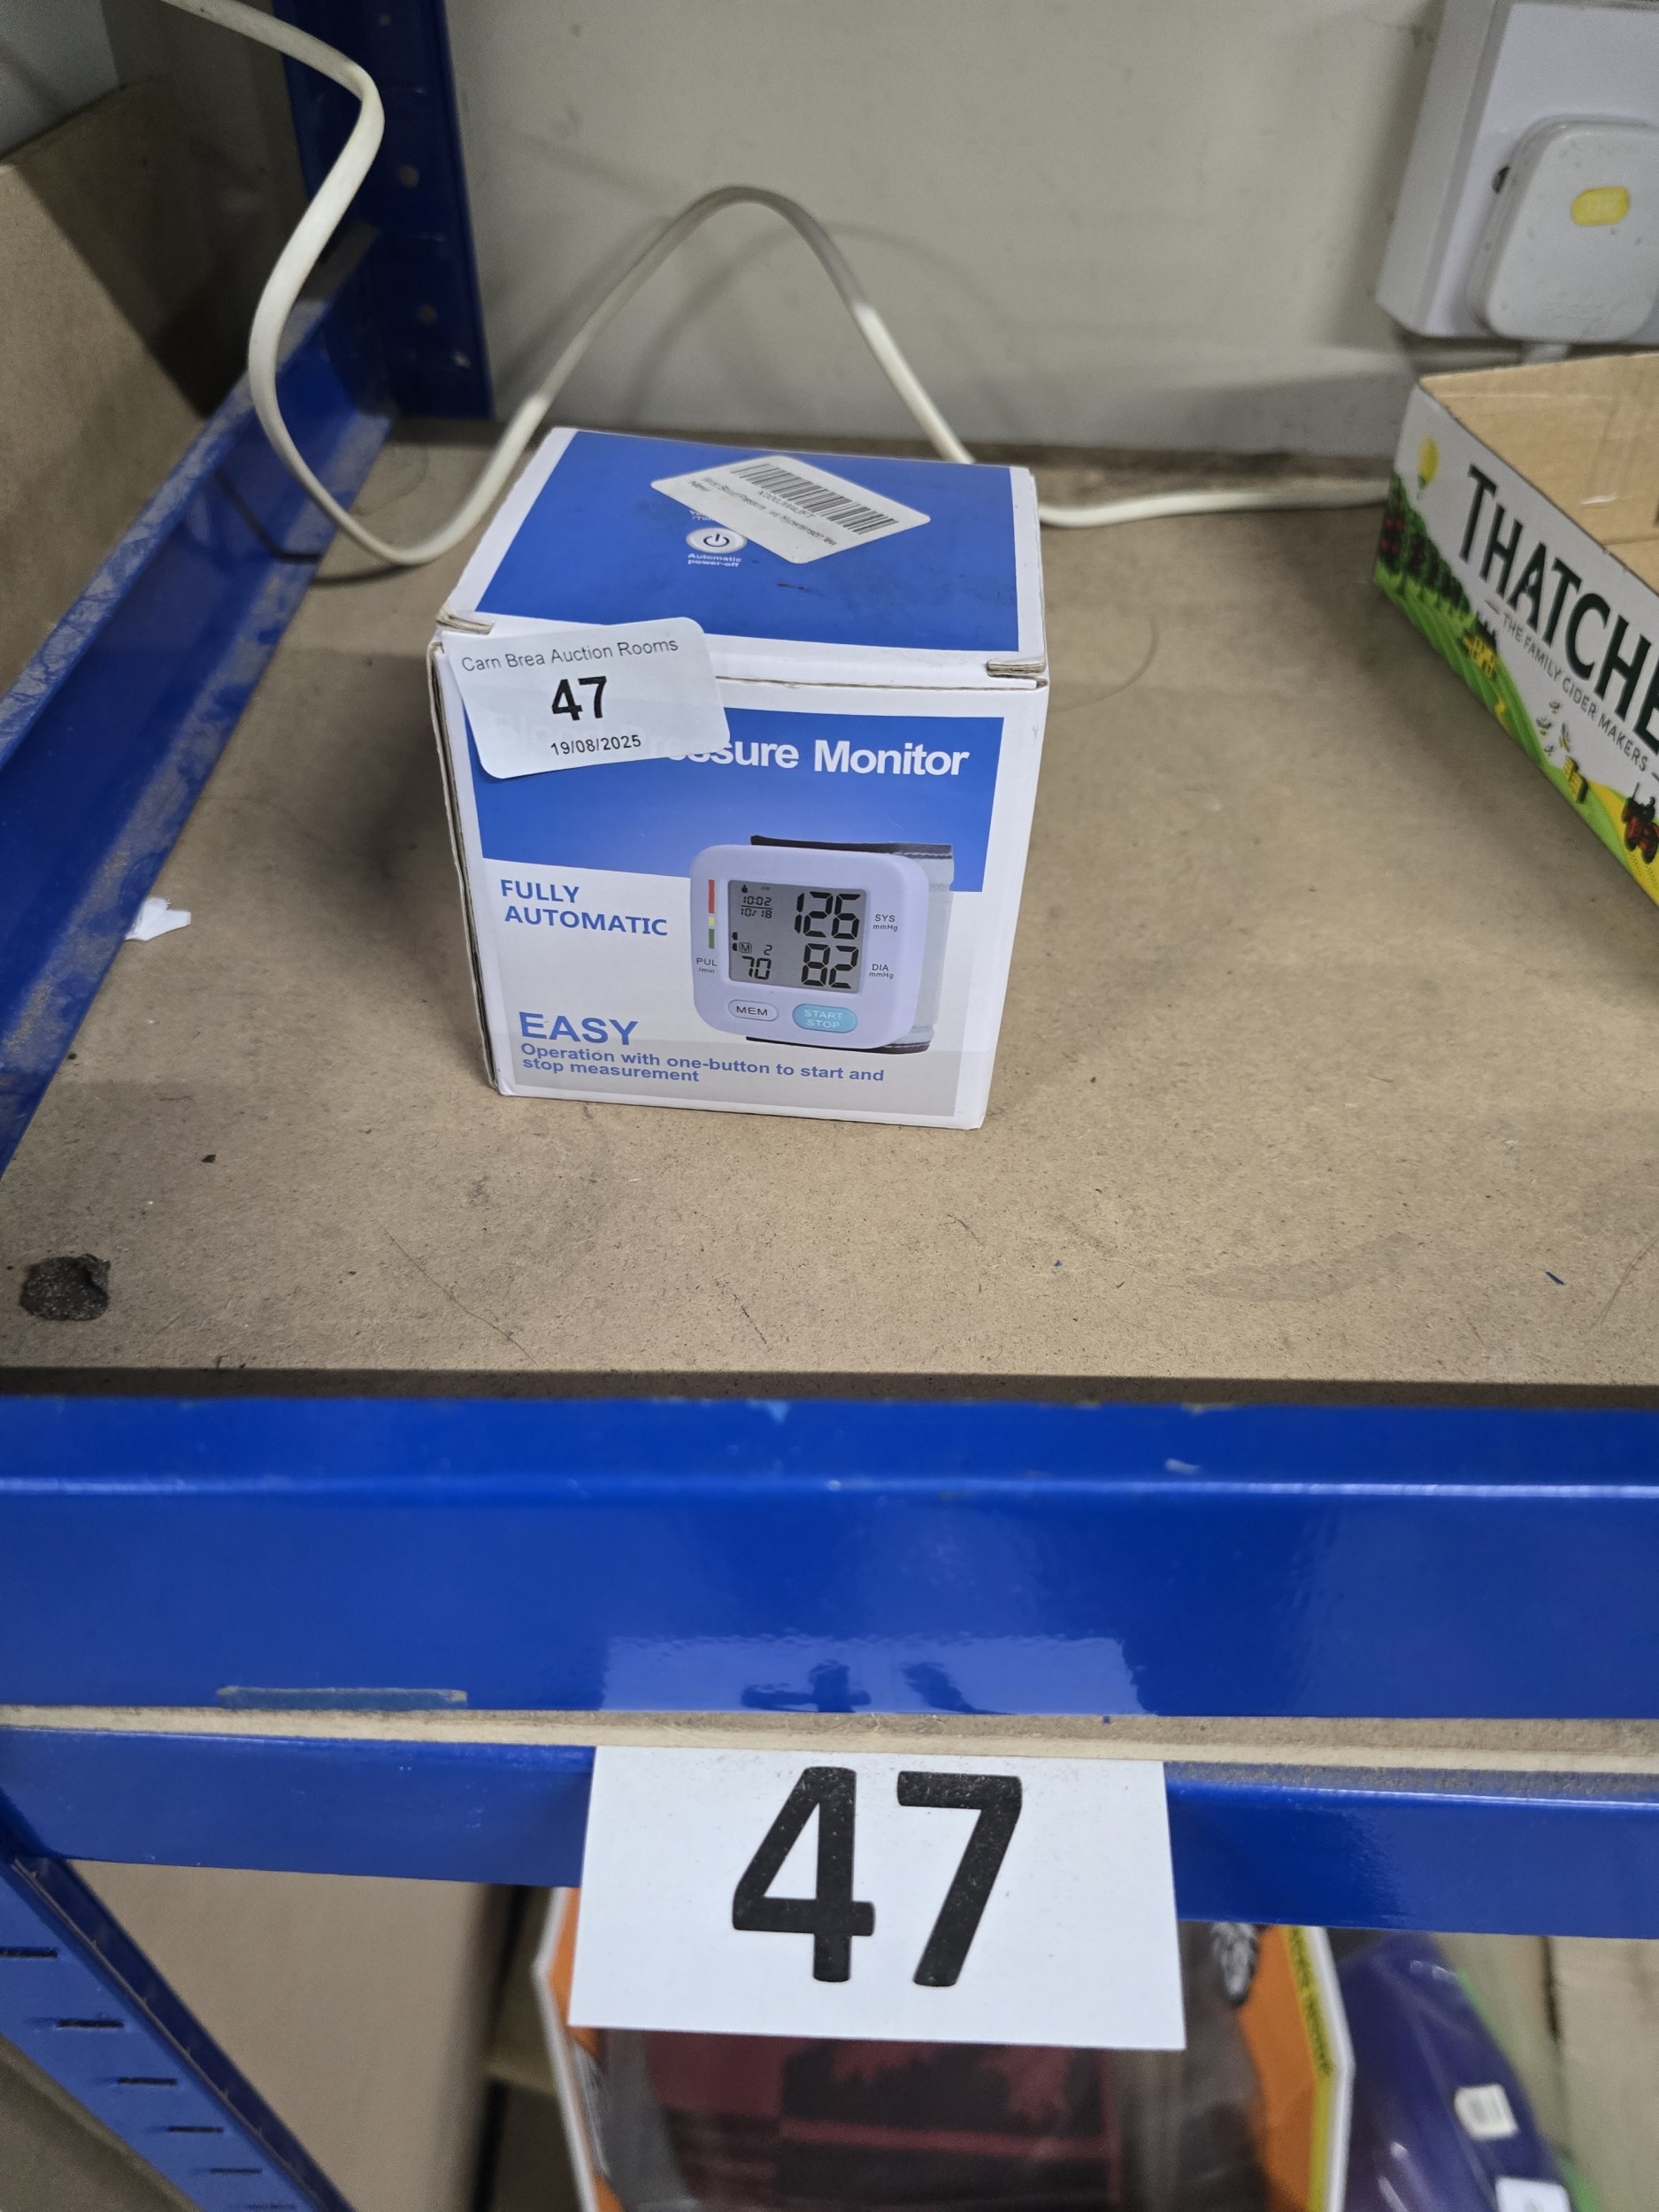 Automatic
power-off
New
Carn Brea Auction Rooms
47
19/08/2025
ssure Monitor
FULLY
AUTOMATIC
10:02
10/18
126
SYS
mmHg
M 2
PUL
/min
70
82
DIA
mmHg
MEM
START
STOP
EASY
Operation with one-button to start and
stop measurement
THATCHE
THE FAMILY CIDER MAKERS
47